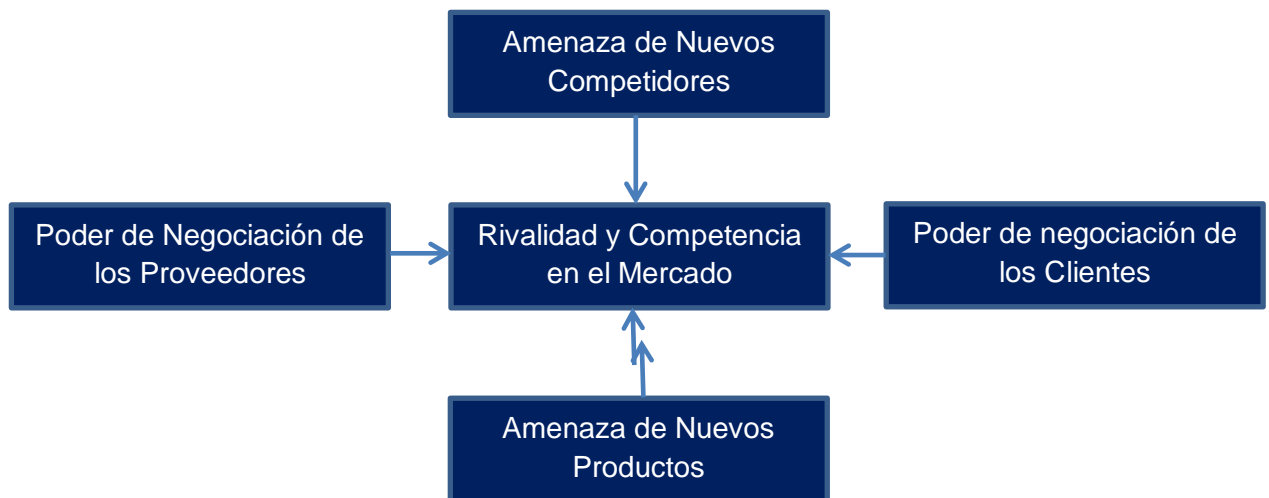 Amenaza de Nuevos
Competidores
Poder de Negociación de
los Proveedores
Rivalidad y Competencia
en el Mercado
Poder de negociación de
los Clientes
Amenaza de Nuevos
Productos